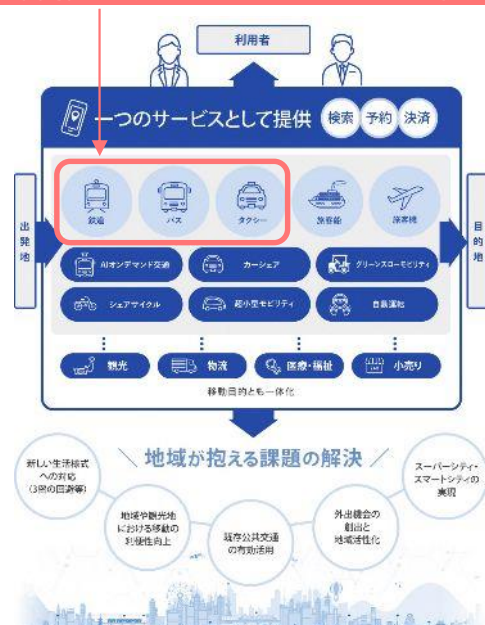 利用者
一つのサービスとして提供 検索 予約 決済
出発地
目的地
鉄道 バス タクシー 旅客船 旅客機
AIオンデマンド交通 カーシェア グリーンスローモビリティ
シェアサイクル 超小型モビリティ 自動運転
観光 物流 医療・福祉 小売り
移動目的とも一体化
地域が抱える課題の解決
新しい生活様式
への対応
(3密の回避等)
地域や観光地
における移動の
利便性向上
既存公共交通
の有効活用
外出機会の
創出と
地域活性化
スーパーシティ・
スマートシティの
実現